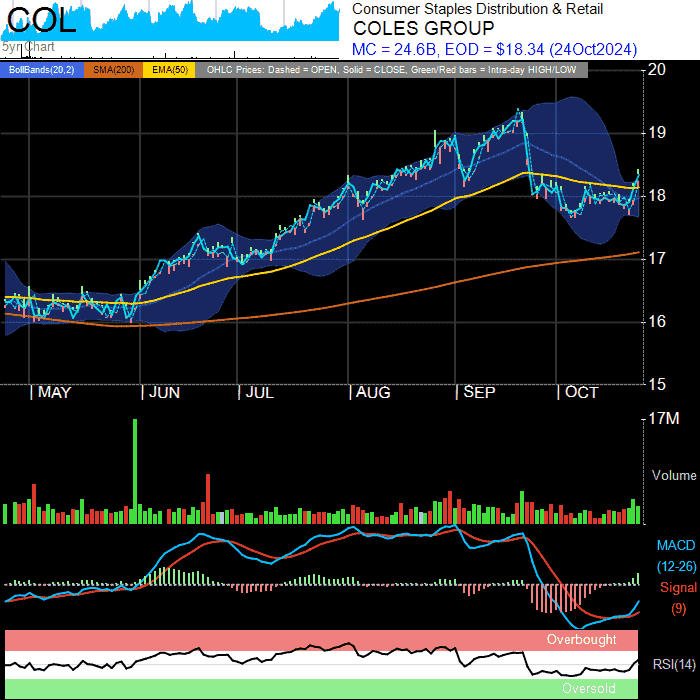 COL
5yr Chart
Consumer Staples Distribution & Retail
COLES GROUP
MC = 24.6B, EOD = $18.34 (24Oct2024)
BollBands(20,2) SMA(200) EMA(50) OHLC Prices: Dashed = OPEN, Solid = CLOSE, Green/Red bars = Intra-day HIGH/LOW
20
19
18
17
16
15
MAY JUN JUL AUG SEP OCT
17M
Volume
MACD
(12-26)
Signal
(9)
Overbought
RSI(14)
Oversold